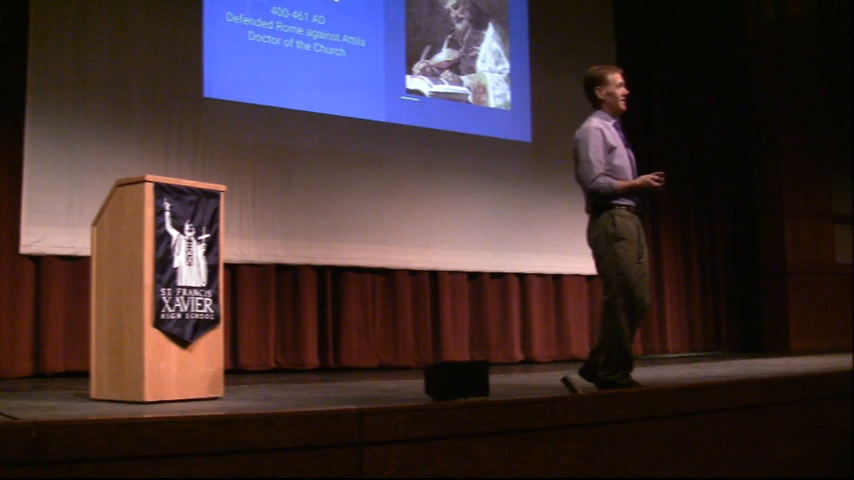 400-461 AD
Defended Rome against Attila
Doctor of the Church
ST FRANCIS
XAVIER
HIGH SCHOOL